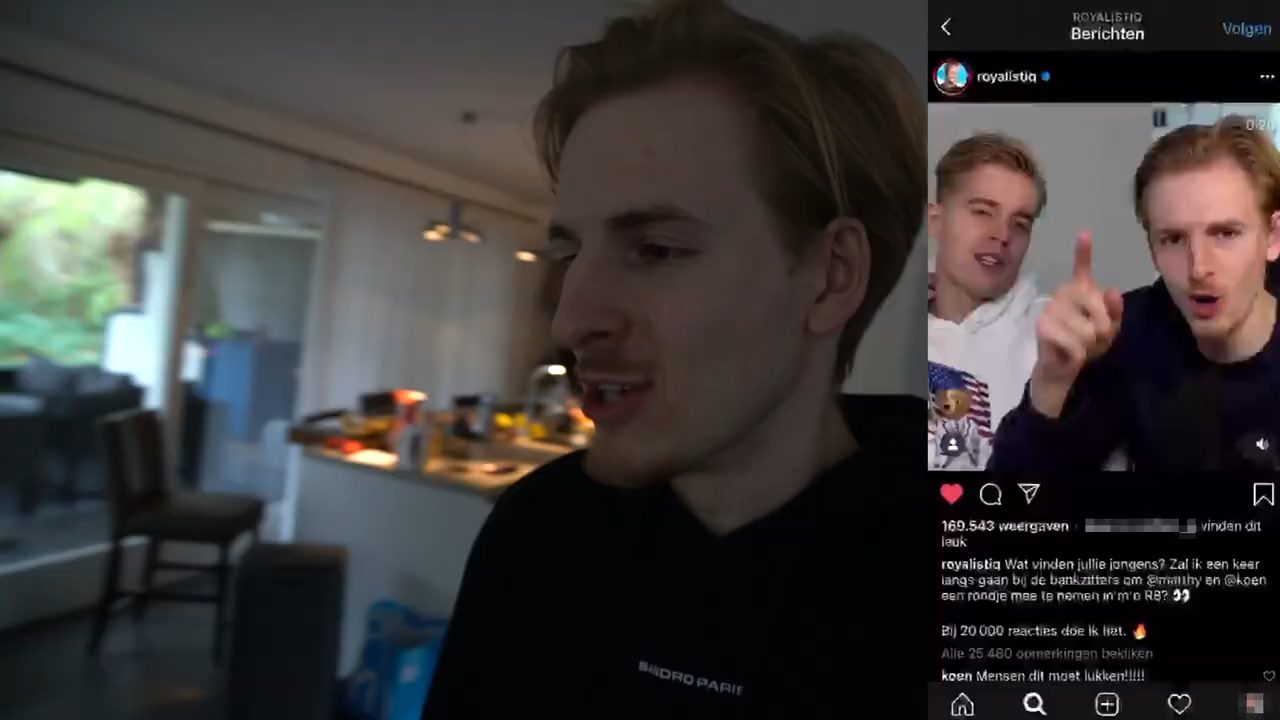 ROYALISTIQ
Berichten
Volgen
royalistiq
0:20
169.543 weergaven
vinden dit
leuk
royalistiq Wat vinden jullie jongens? Zal ik een keer
langs gaan bij de bankzitters om @matthy en @koen
een rondje mee te nemen in m'n R8? 👀
Bij 20.000 reacties doe ik het. 🔥
Alle 25.480 opmerkingen bekijken
koen Mensen dit moet lukken!!!!!